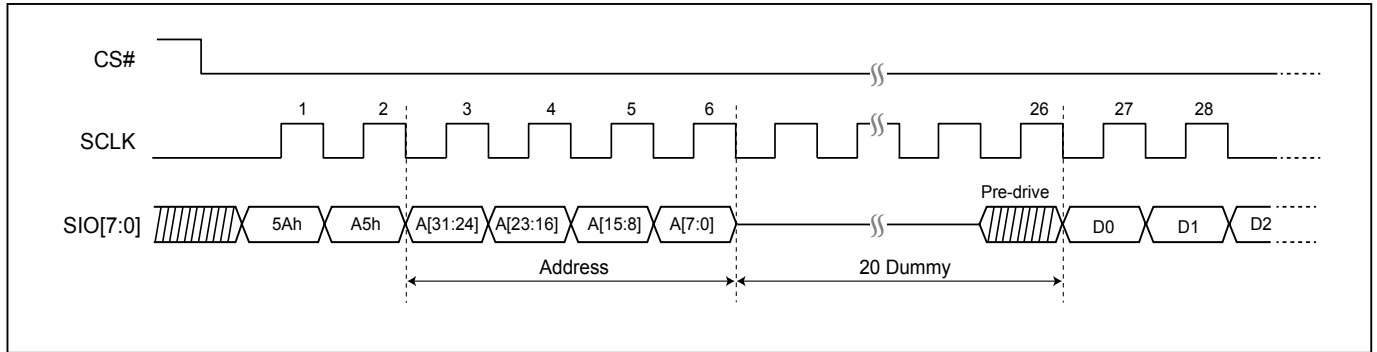 CS#
1 2 3 4 5 6 26 27 28
SCLK
Pre-drive
SIO[7:0] 5Ah A5h A[31:24] A[23:16] A[15:8] A[7:0] D0 D1 D2
Address 20 Dummy